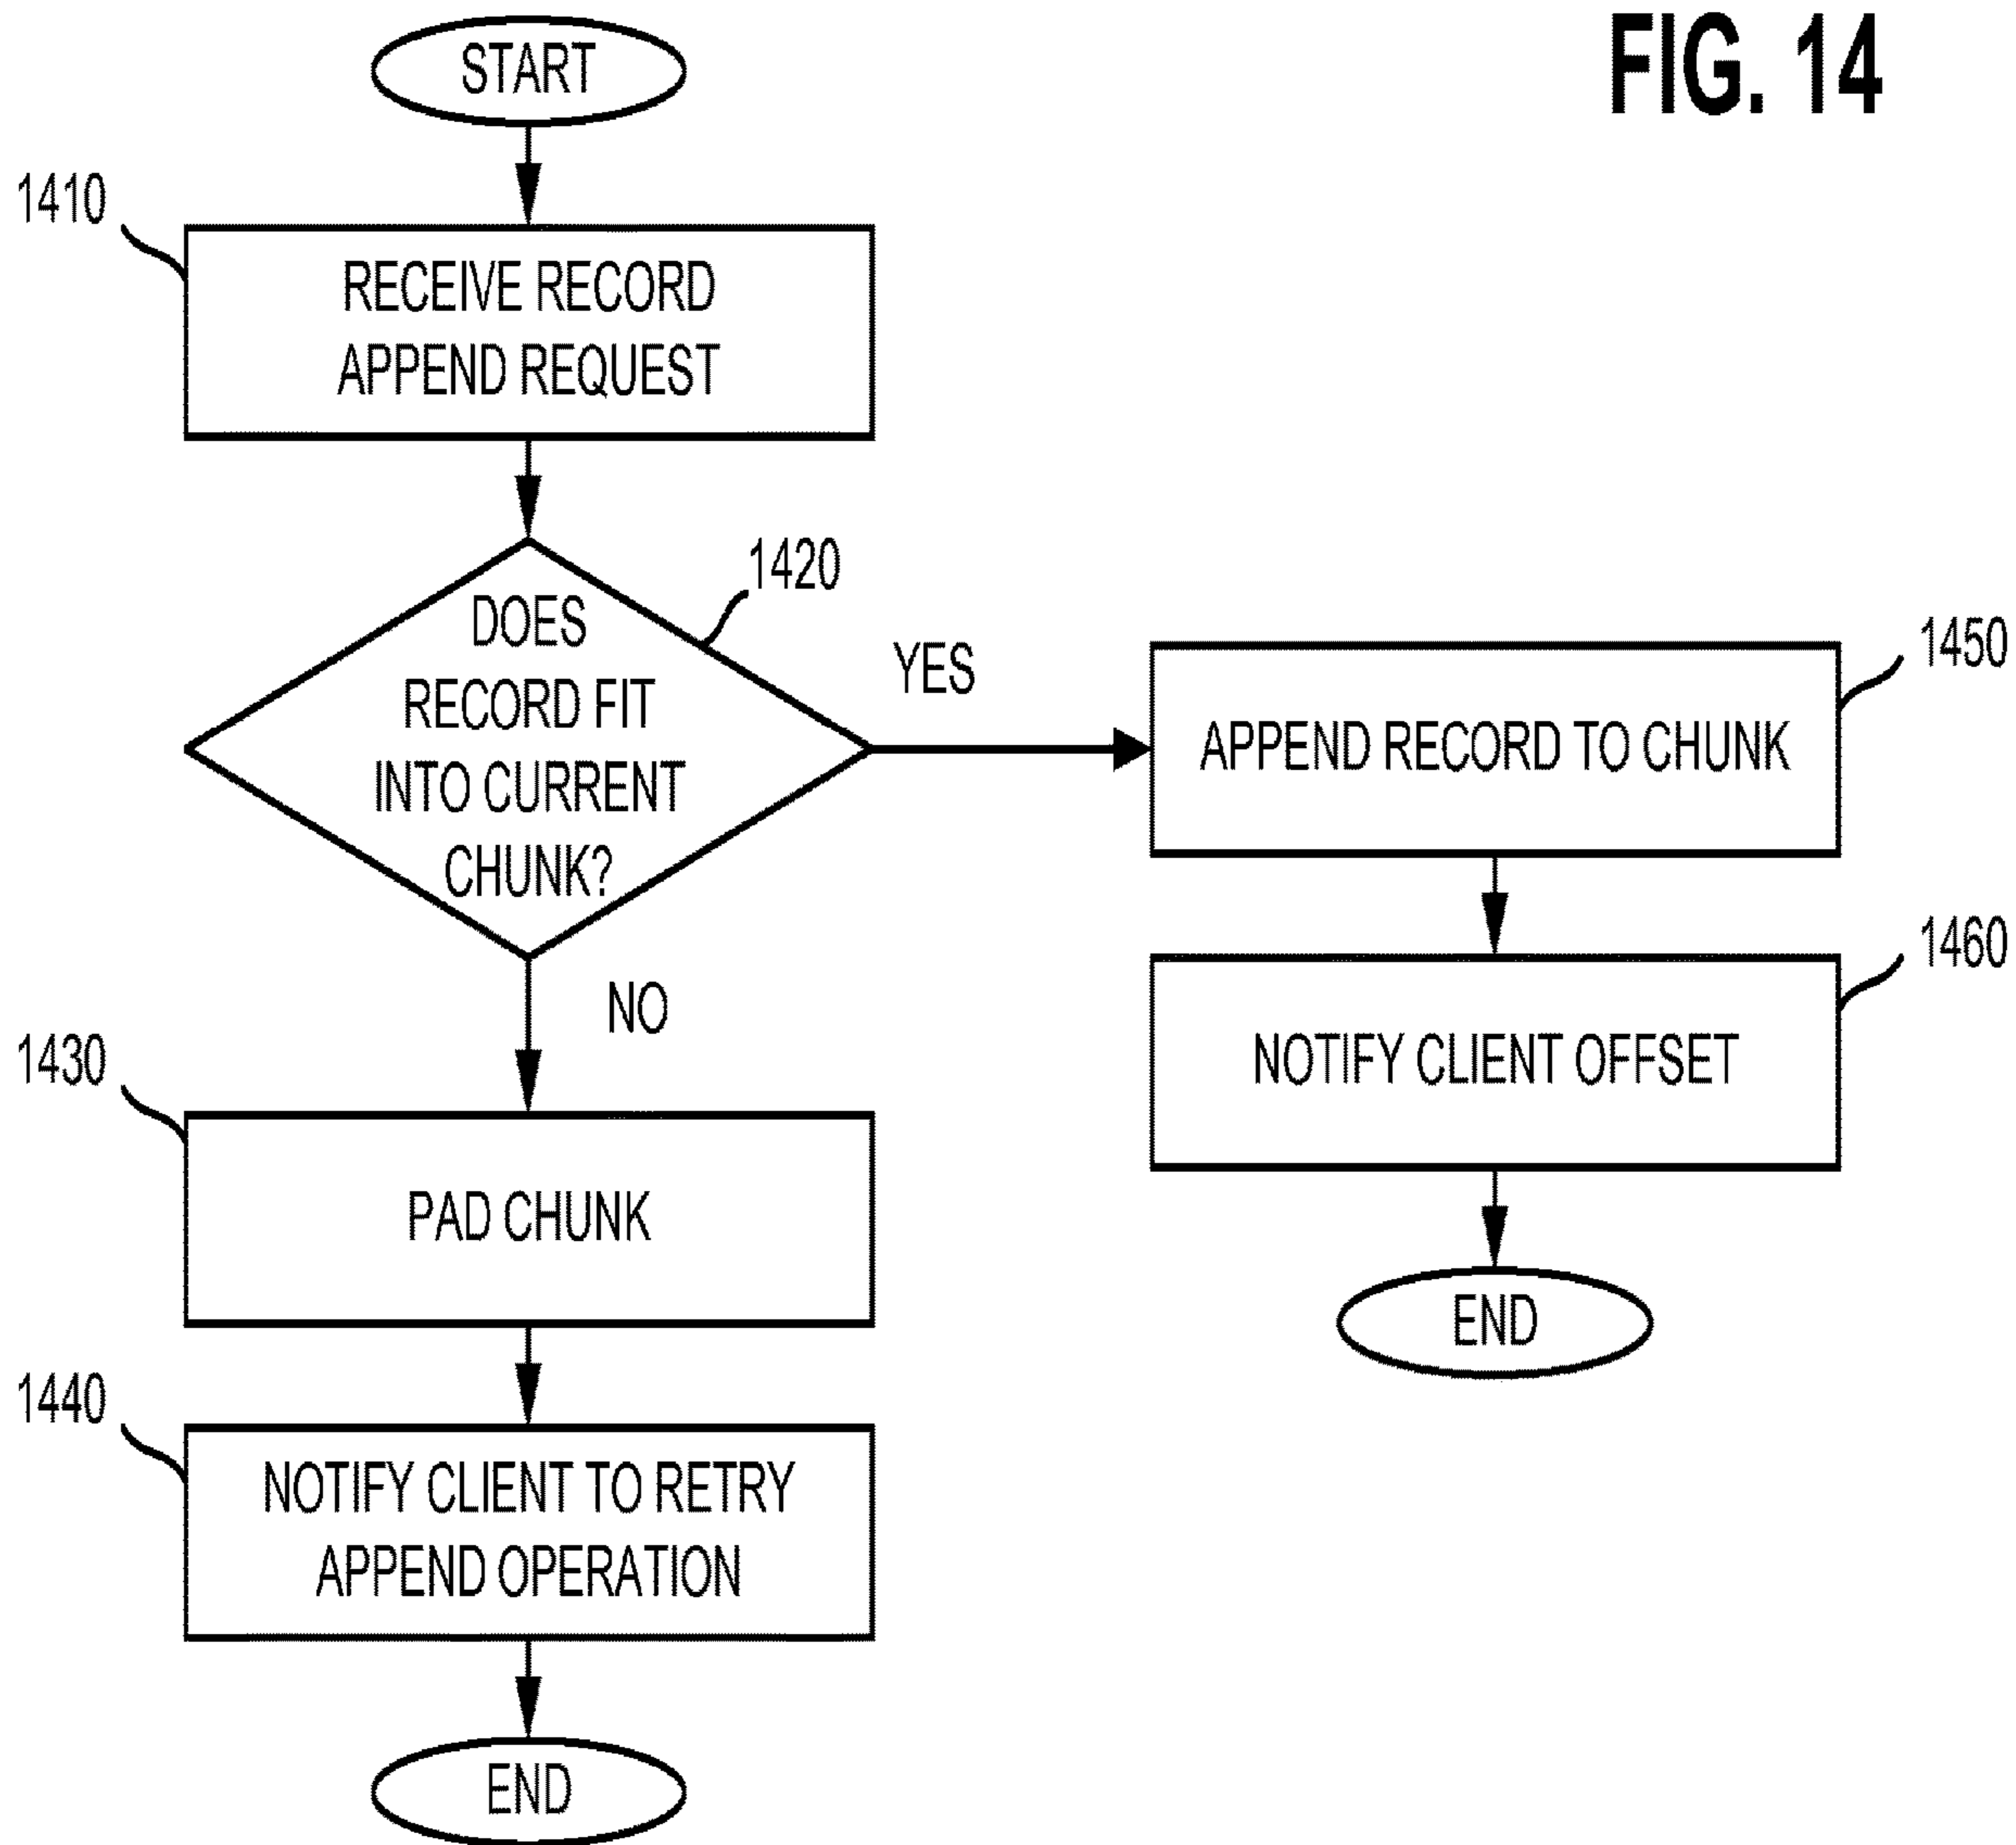 FIG. 14
START
1410
RECEIVE RECORD
APPEND REQUEST
1420
DOES
RECORD FIT
INTO CURRENT
CHUNK?
YES
1450
APPEND RECORD TO CHUNK
1460
NOTIFY CLIENT OFFSET
END
NO
1430
PAD CHUNK
1440
NOTIFY CLIENT TO RETRY
APPEND OPERATION
END